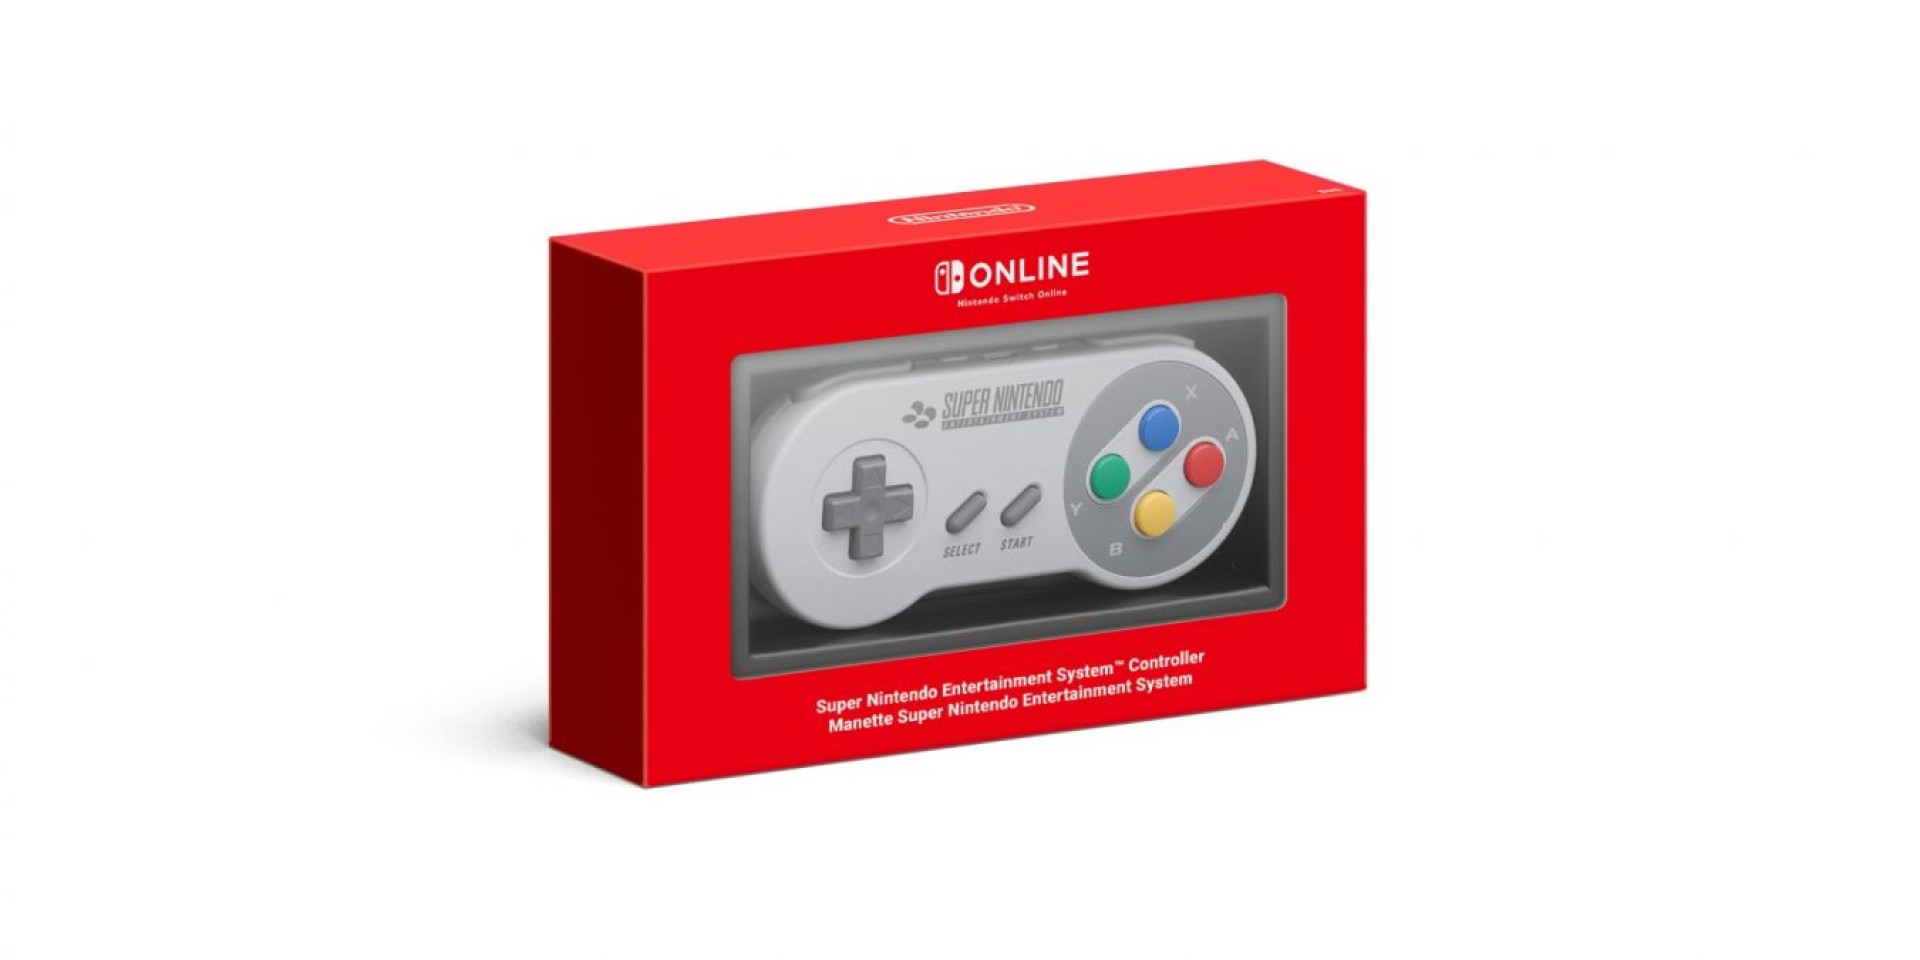 Nintendo
ONLINE
Nintendo Switch Online
SUPER NINTENDO
ENTERTAINMENT SYSTEM
X
A
Y
B
SELECT
START
Super Nintendo Entertainment System™ Controller
Manette Super Nintendo Entertainment System